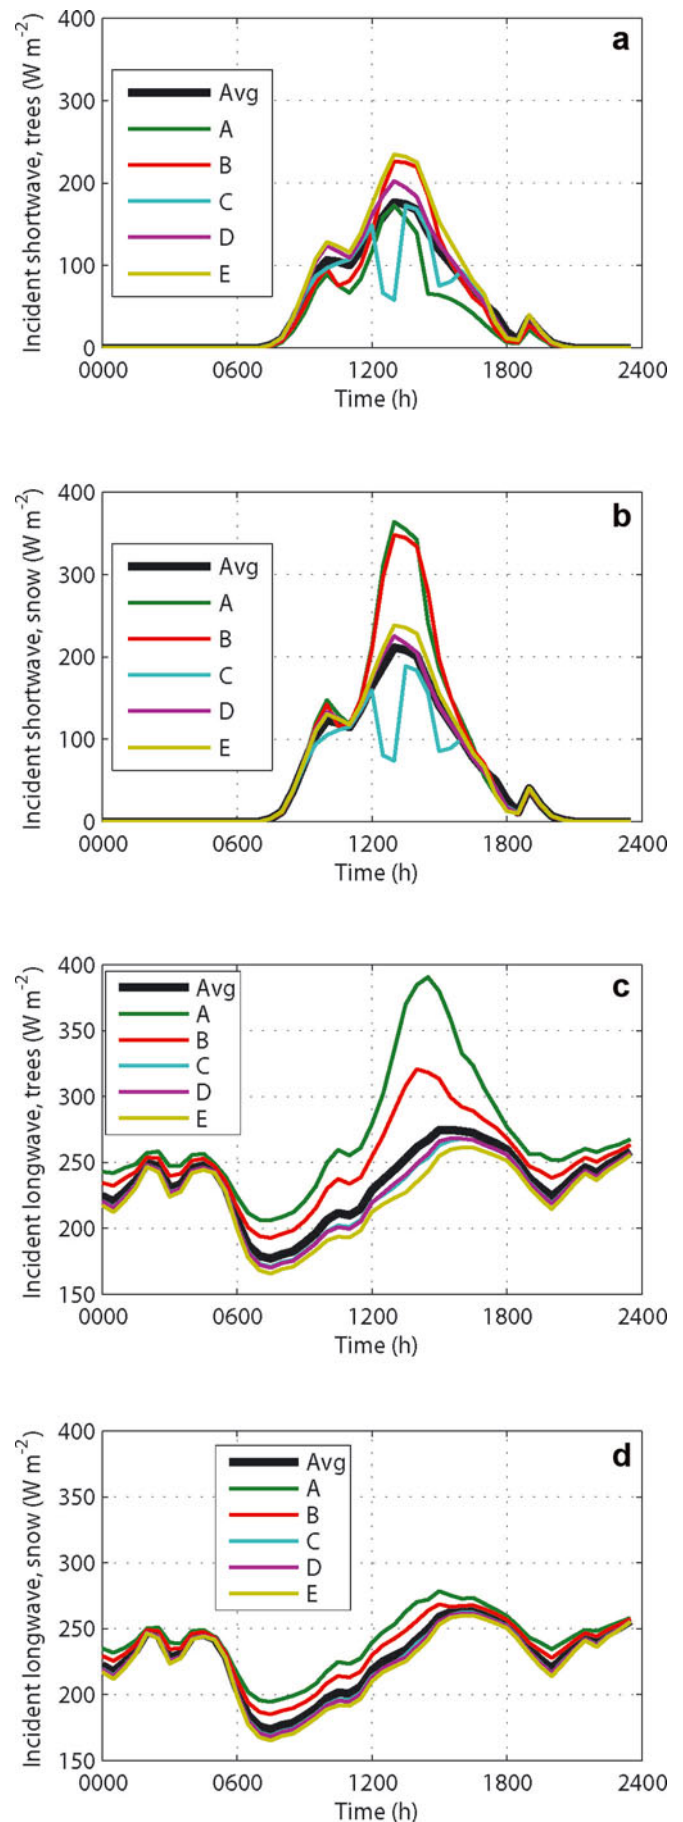 a
Incident shortwave, trees (W m-2)
400
300
200
100
0
Avg
A
B
C
D
E
0000 0600 1200 1800 2400
Time (h)
b
Incident shortwave, snow (W m-2)
400
300
200
100
0
Avg
A
B
C
D
E
0000 0600 1200 1800 2400
Time (h)
c
Incident longwave, trees (W m-2)
400
350
300
250
200
150
Avg
A
B
C
D
E
0000 0600 1200 1800 2400
Time (h)
d
Incident longwave, snow (W m-2)
400
350
300
250
200
150
Avg
A
B
C
D
E
0000 0600 1200 1800 2400
Time (h)